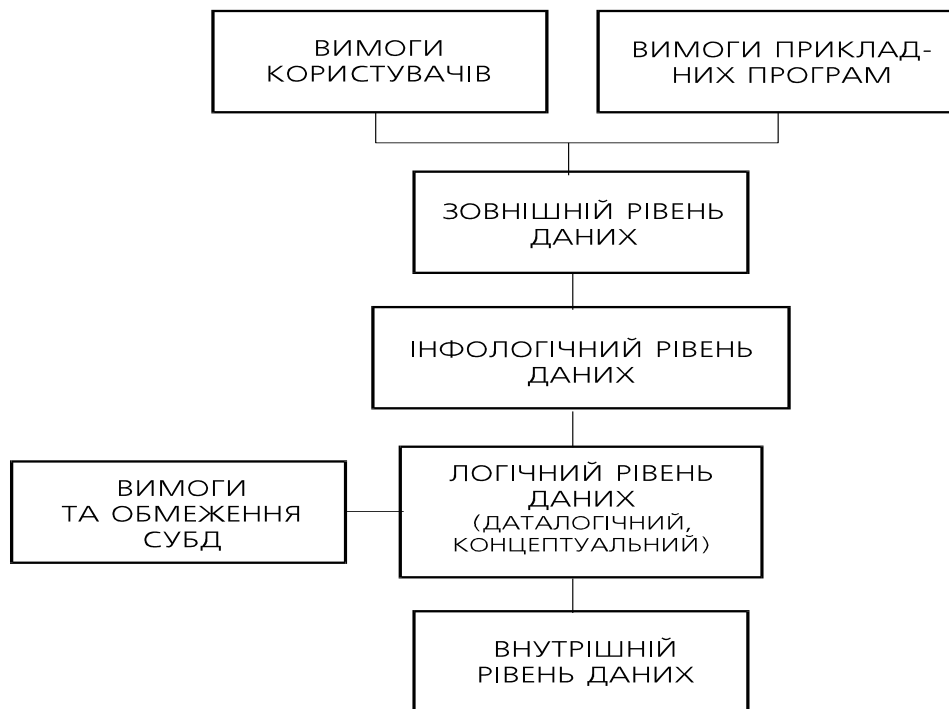 ВИМОГИ
КОРИСТУВАЧІВ
ВИМОГИ ПРИКЛАД-
НИХ ПРОГРАМ
ЗОВНІШНІЙ РІВЕНЬ
ДАНИХ
ІНФОЛОГІЧНИЙ РІВЕНЬ
ДАНИХ
ВИМОГИ
ТА ОБМЕЖЕННЯ
СУБД
ЛОГІЧНИЙ РІВЕНЬ
ДАНИХ
(ДАТАЛОГІЧНИЙ,
КОНЦЕПТУАЛЬНИЙ)
ВНУТРІШНІЙ
РІВЕНЬ ДАНИХ